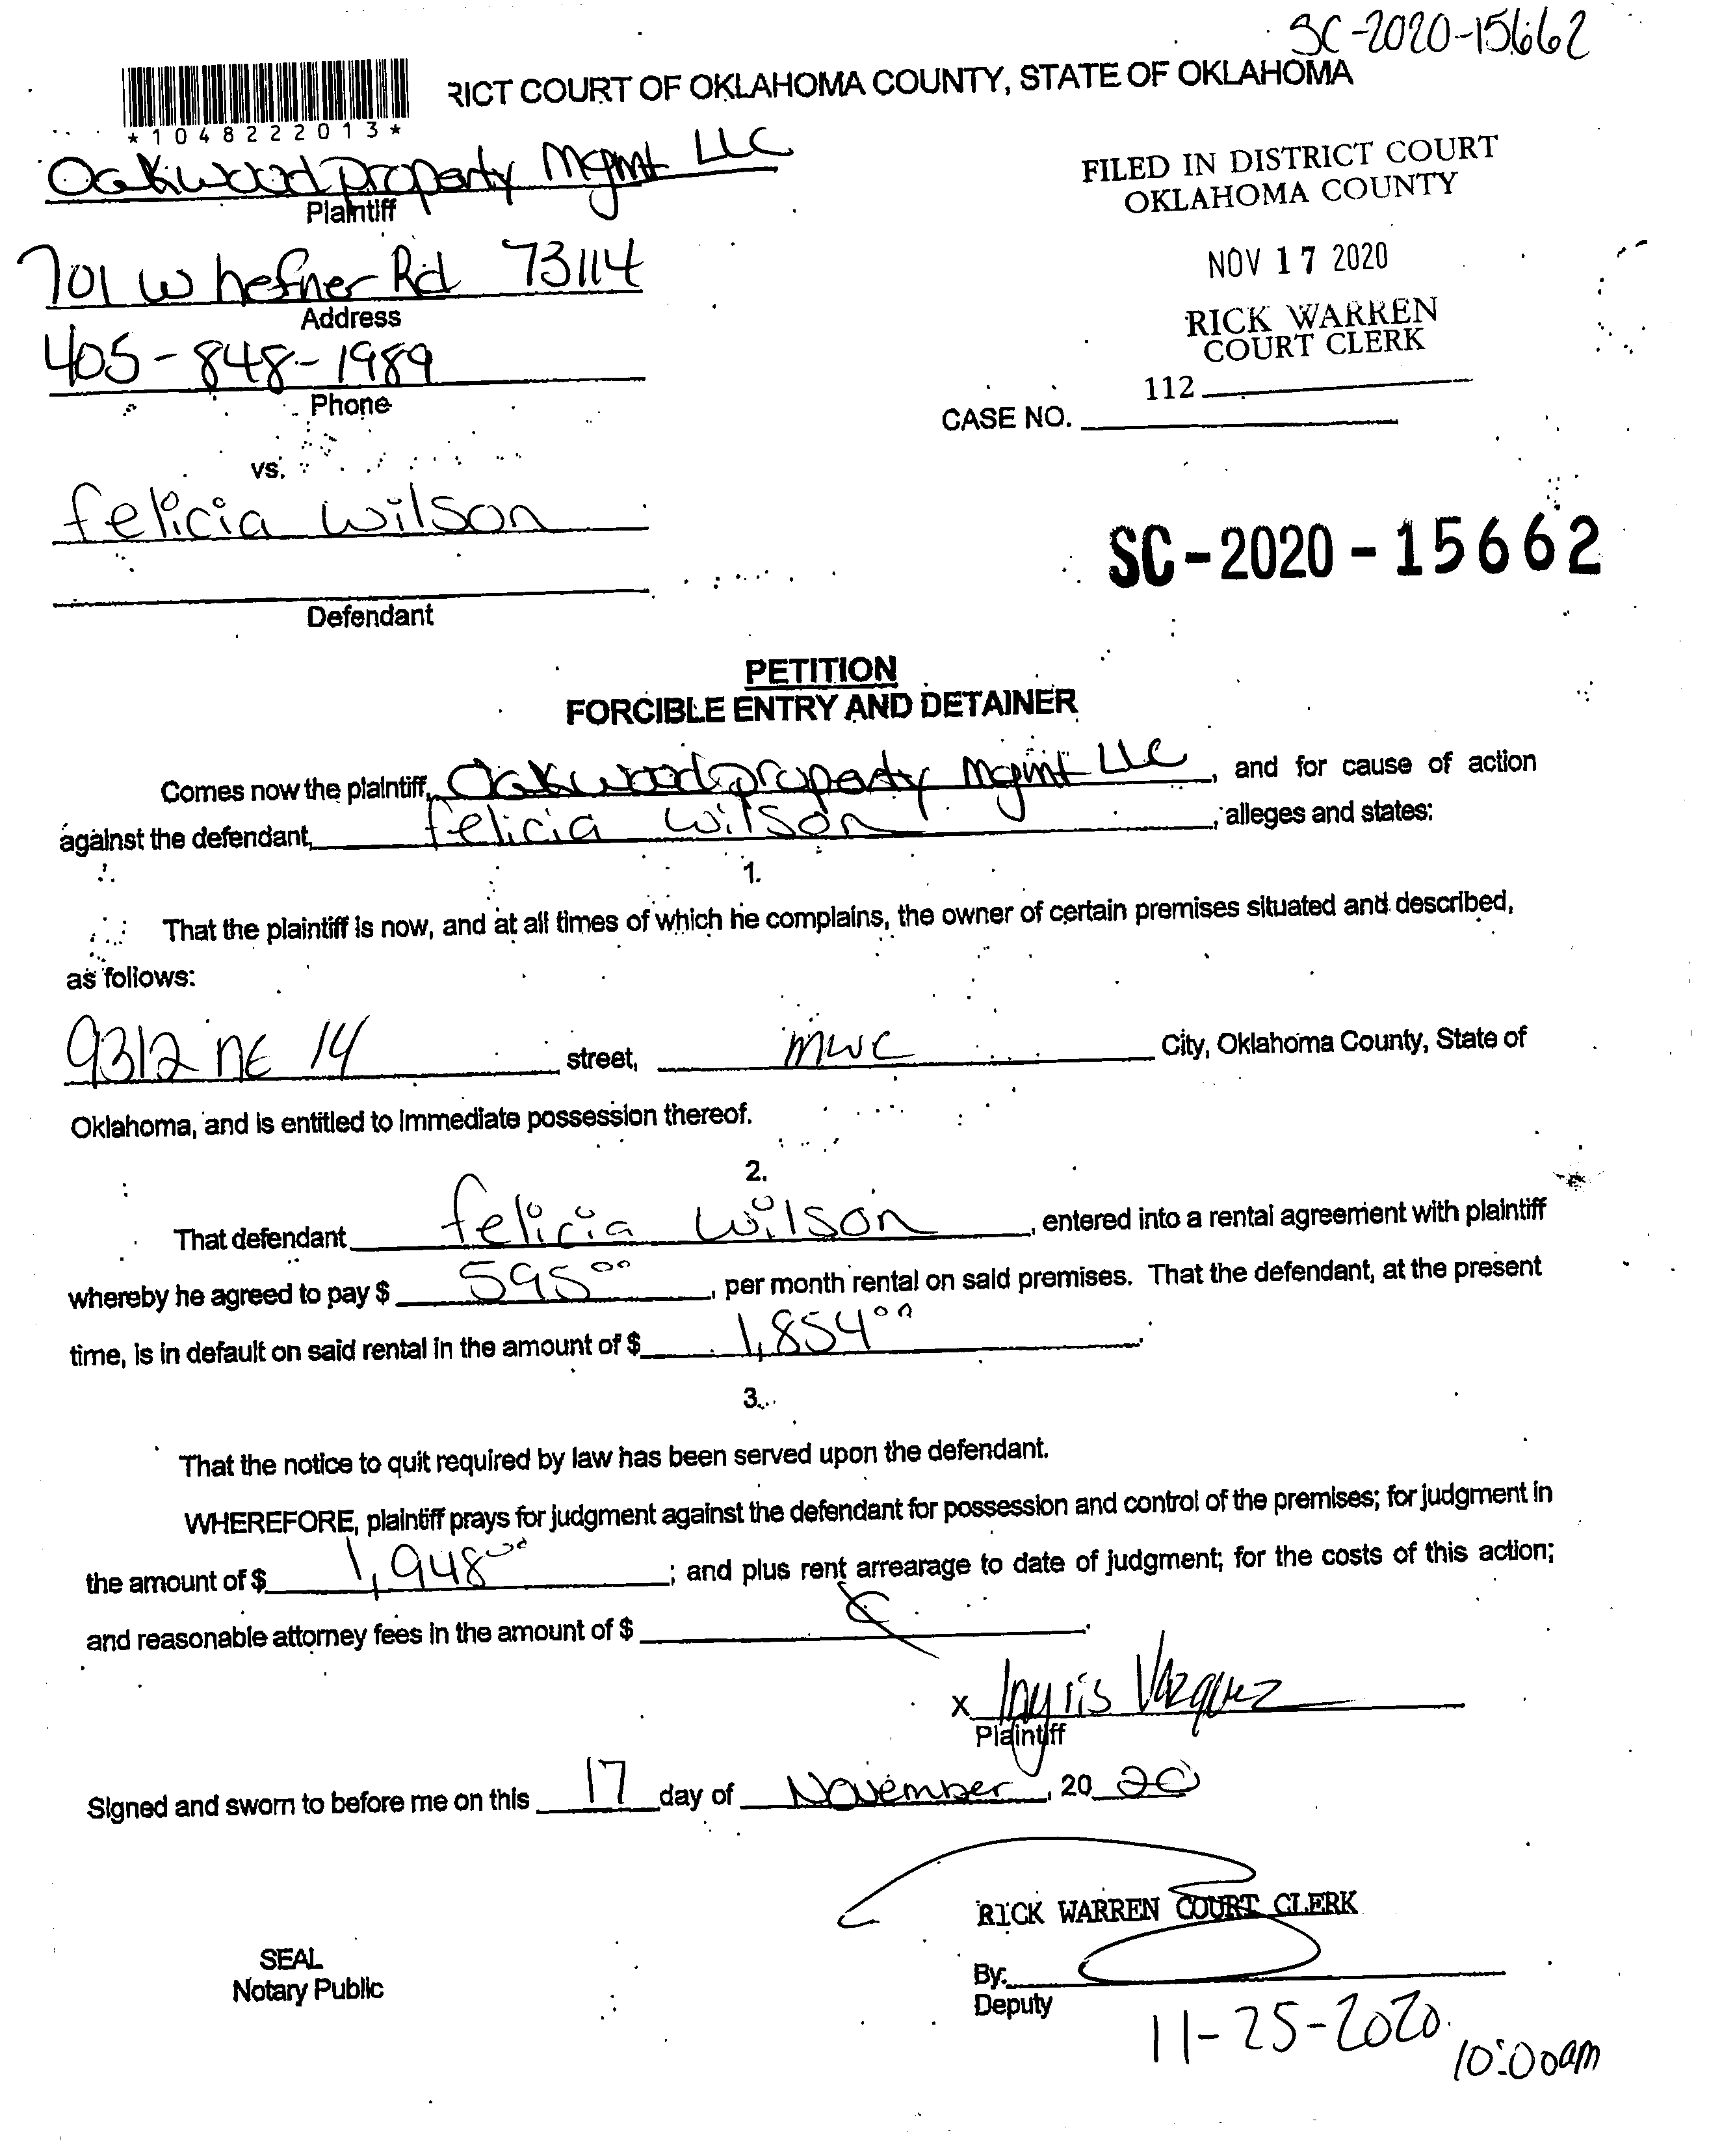 SC-2020-15662
RICT COURT OF OKLAHOMA COUNTY, STATE OF OKLAHOMA
*1048222013*
Oakwood property Mgmt LLC
Plaintiff
FILED IN DISTRICT COURT
OKLAHOMA COUNTY
701 W hefner Rd 73114
Address
NOV 17 2020
405-848-1989
Phone
RICK WARREN
COURT CLERK
112
CASE NO.
vs.
felicia wilson
Defendant
SC-2020-15662
PETITION
FORCIBLE ENTRY AND DETAINER
Comes now the plaintiff, Oakwood property Mgmt LLC, and for cause of action
against the defendant, felicia wilson, alleges and states:
1.
That the plaintiff is now, and at all times of which he complains, the owner of certain premises situated and described,
as follows:
9312 NE 14 street, mwc City, Oklahoma County, State of
Oklahoma, and is entitled to immediate possession thereof.
2.
That defendant felicia wilson, entered into a rental agreement with plaintiff
whereby he agreed to pay $ 595.00, per month rental on said premises. That the defendant, at the present
time, is in default on said rental in the amount of $ 1,854.00.
3.
That the notice to quit required by law has been served upon the defendant.
WHEREFORE, plaintiff prays for judgment against the defendant for possession and control of the premises; for judgment in
the amount of $ 1,948.00; and plus rent arrearage to date of judgment; for the costs of this action;
and reasonable attorney fees in the amount of $.
x Ingris Vazquez
Plaintiff
Signed and sworn to before me on this 17 day of November, 2020
RICK WARREN COURT CLERK
SEAL
Notary Public
By:
Deputy
11-25-2020
10:00am